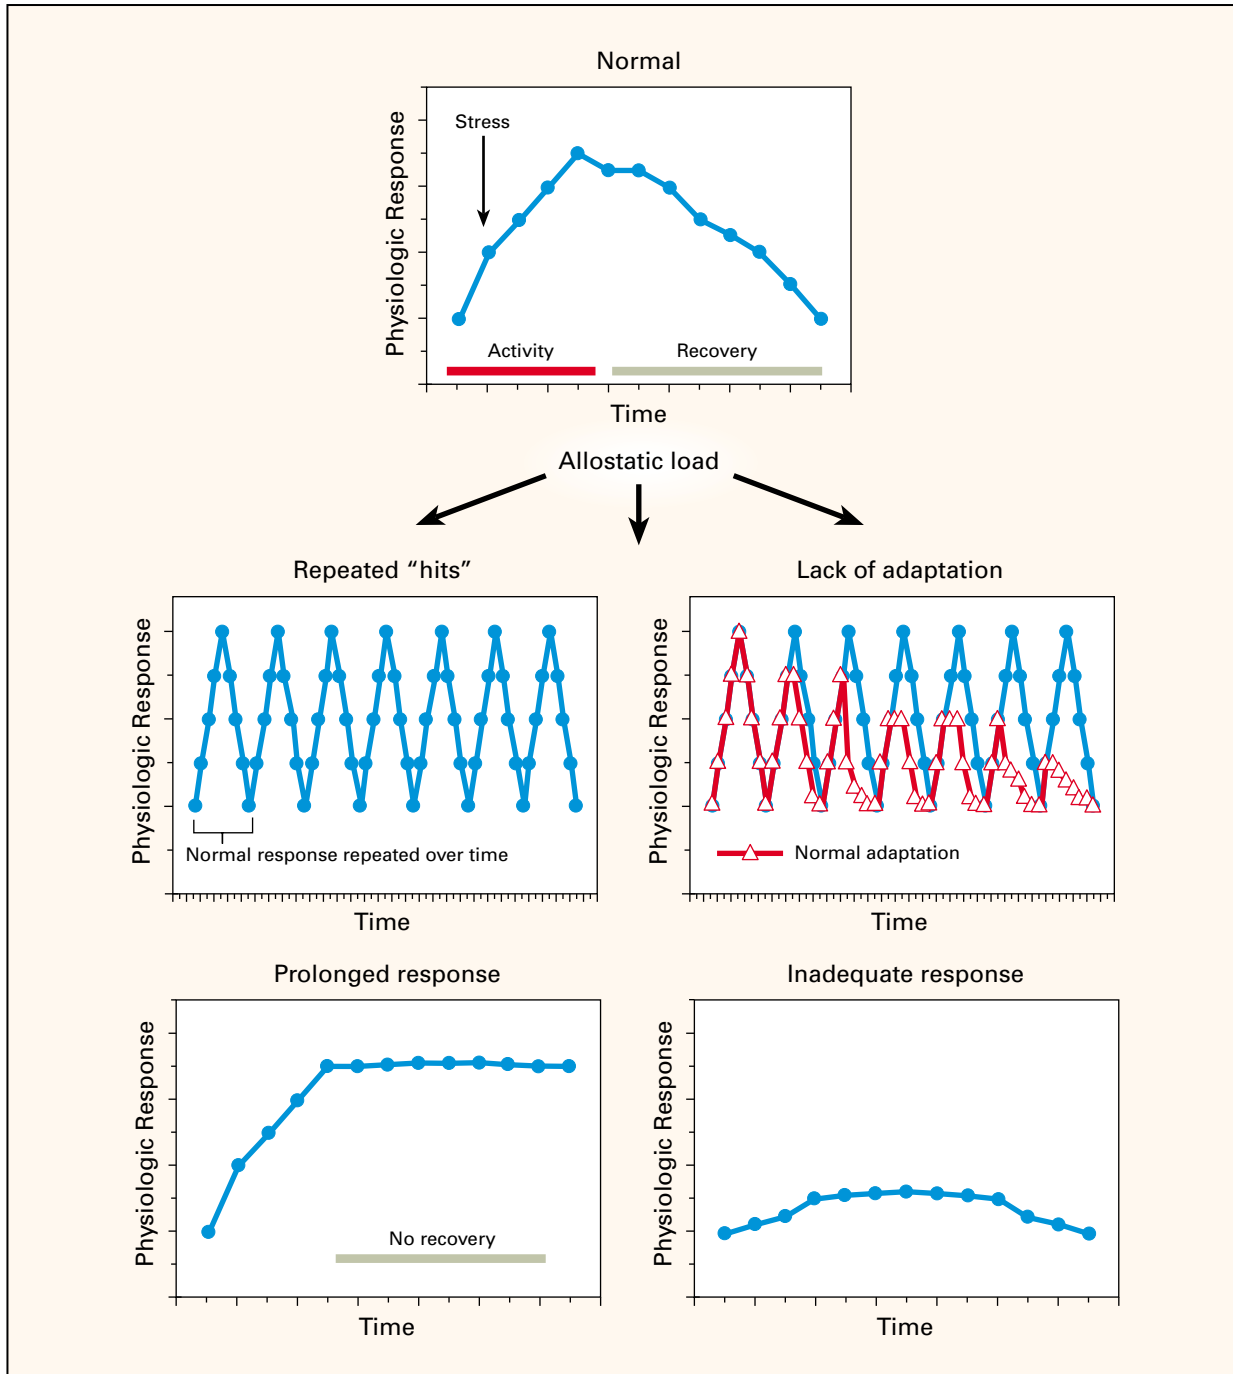 Normal
Physiologic Response
Stress
Activity
Recovery
Time
Allostatic load
Repeated “hits”
Physiologic Response
Normal response repeated over time
Time
Lack of adaptation
Physiologic Response
Normal adaptation
Time
Prolonged response
Physiologic Response
No recovery
Time
Inadequate response
Physiologic Response
Time